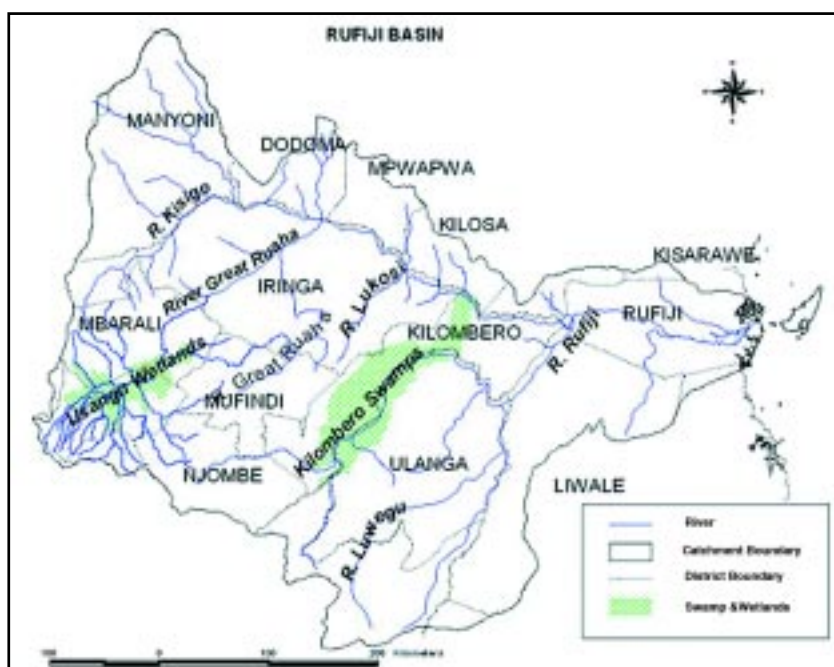 RUFIJI BASIN
MANYONI
DODOMA
MPWAPWA
R. Kisigo
KILOSA
KISARAWE
River Great Ruaha
IRINGA
R. Lukosi
MBARALI
KILOMBERO
RUFIJI
R. Rufiji
Usangu Wetlands
Great Ruaha
MUFINDI
Kilombero Swamps
NJOMBE
ULANGA
LIWALE
R. Luwegu
River
Catchment Boundary
District Boundary
Swamp &Wetlands
100 0 100 200 Kilometers